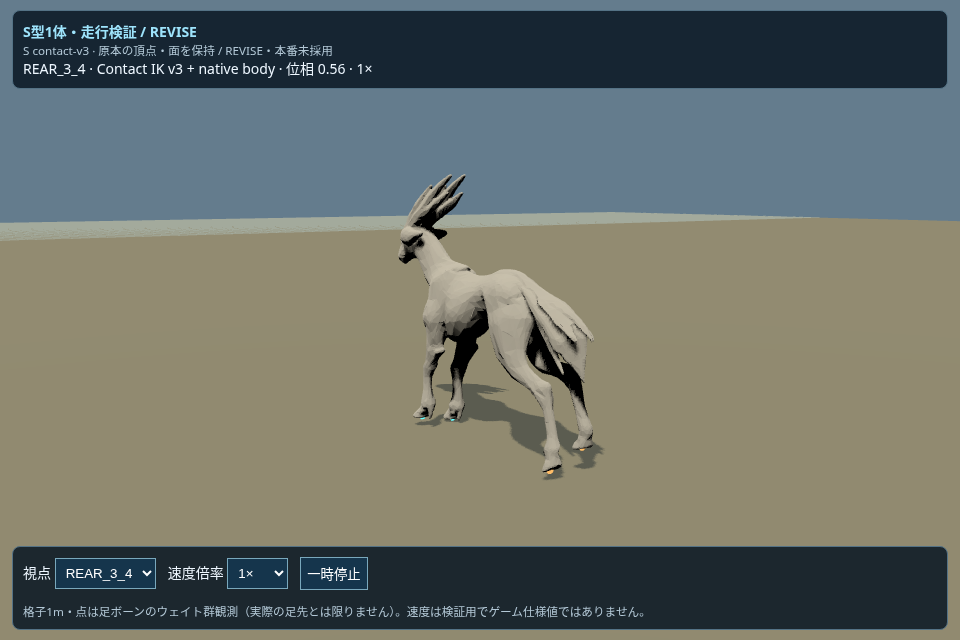 S型1体・走行検証 / REVISE
S contact-v3 · 原本の頂点・面を保持 / REVISE・本番未採用
REAR_3_4 · Contact IK v3 + native body · 位相 0.56 · 1×
視点 REAR_3_4 速度倍率 1× 一時停止
格子1m・点は足ボーンのウェイト群観測（実際の足先とは限りません）。速度は検証用でゲーム仕様値ではありません。